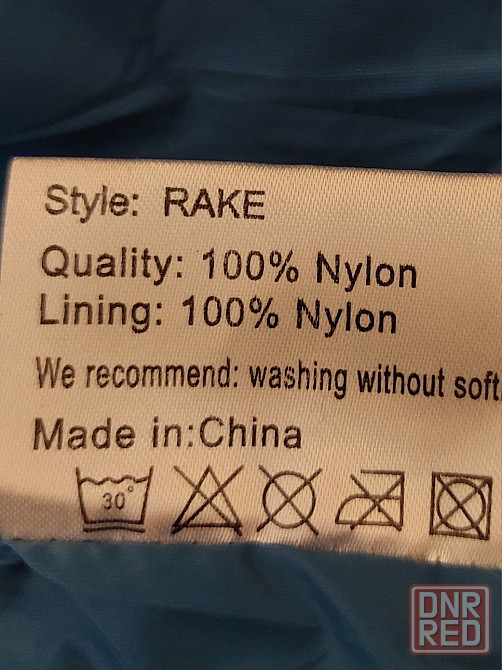 Style: RAKE
Quality: 100% Nylon
Lining: 100% Nylon
We recommend: washing without soft
Made in:China
30°
DNR
RED